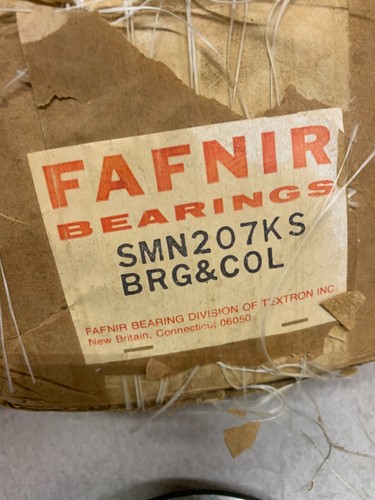 FAFNIR
BEARINGS
SMN207KS
BRG&COL
FAFNIR BEARING DIVISION OF TEXTRON INC.
New Britain, Connecticut 06050